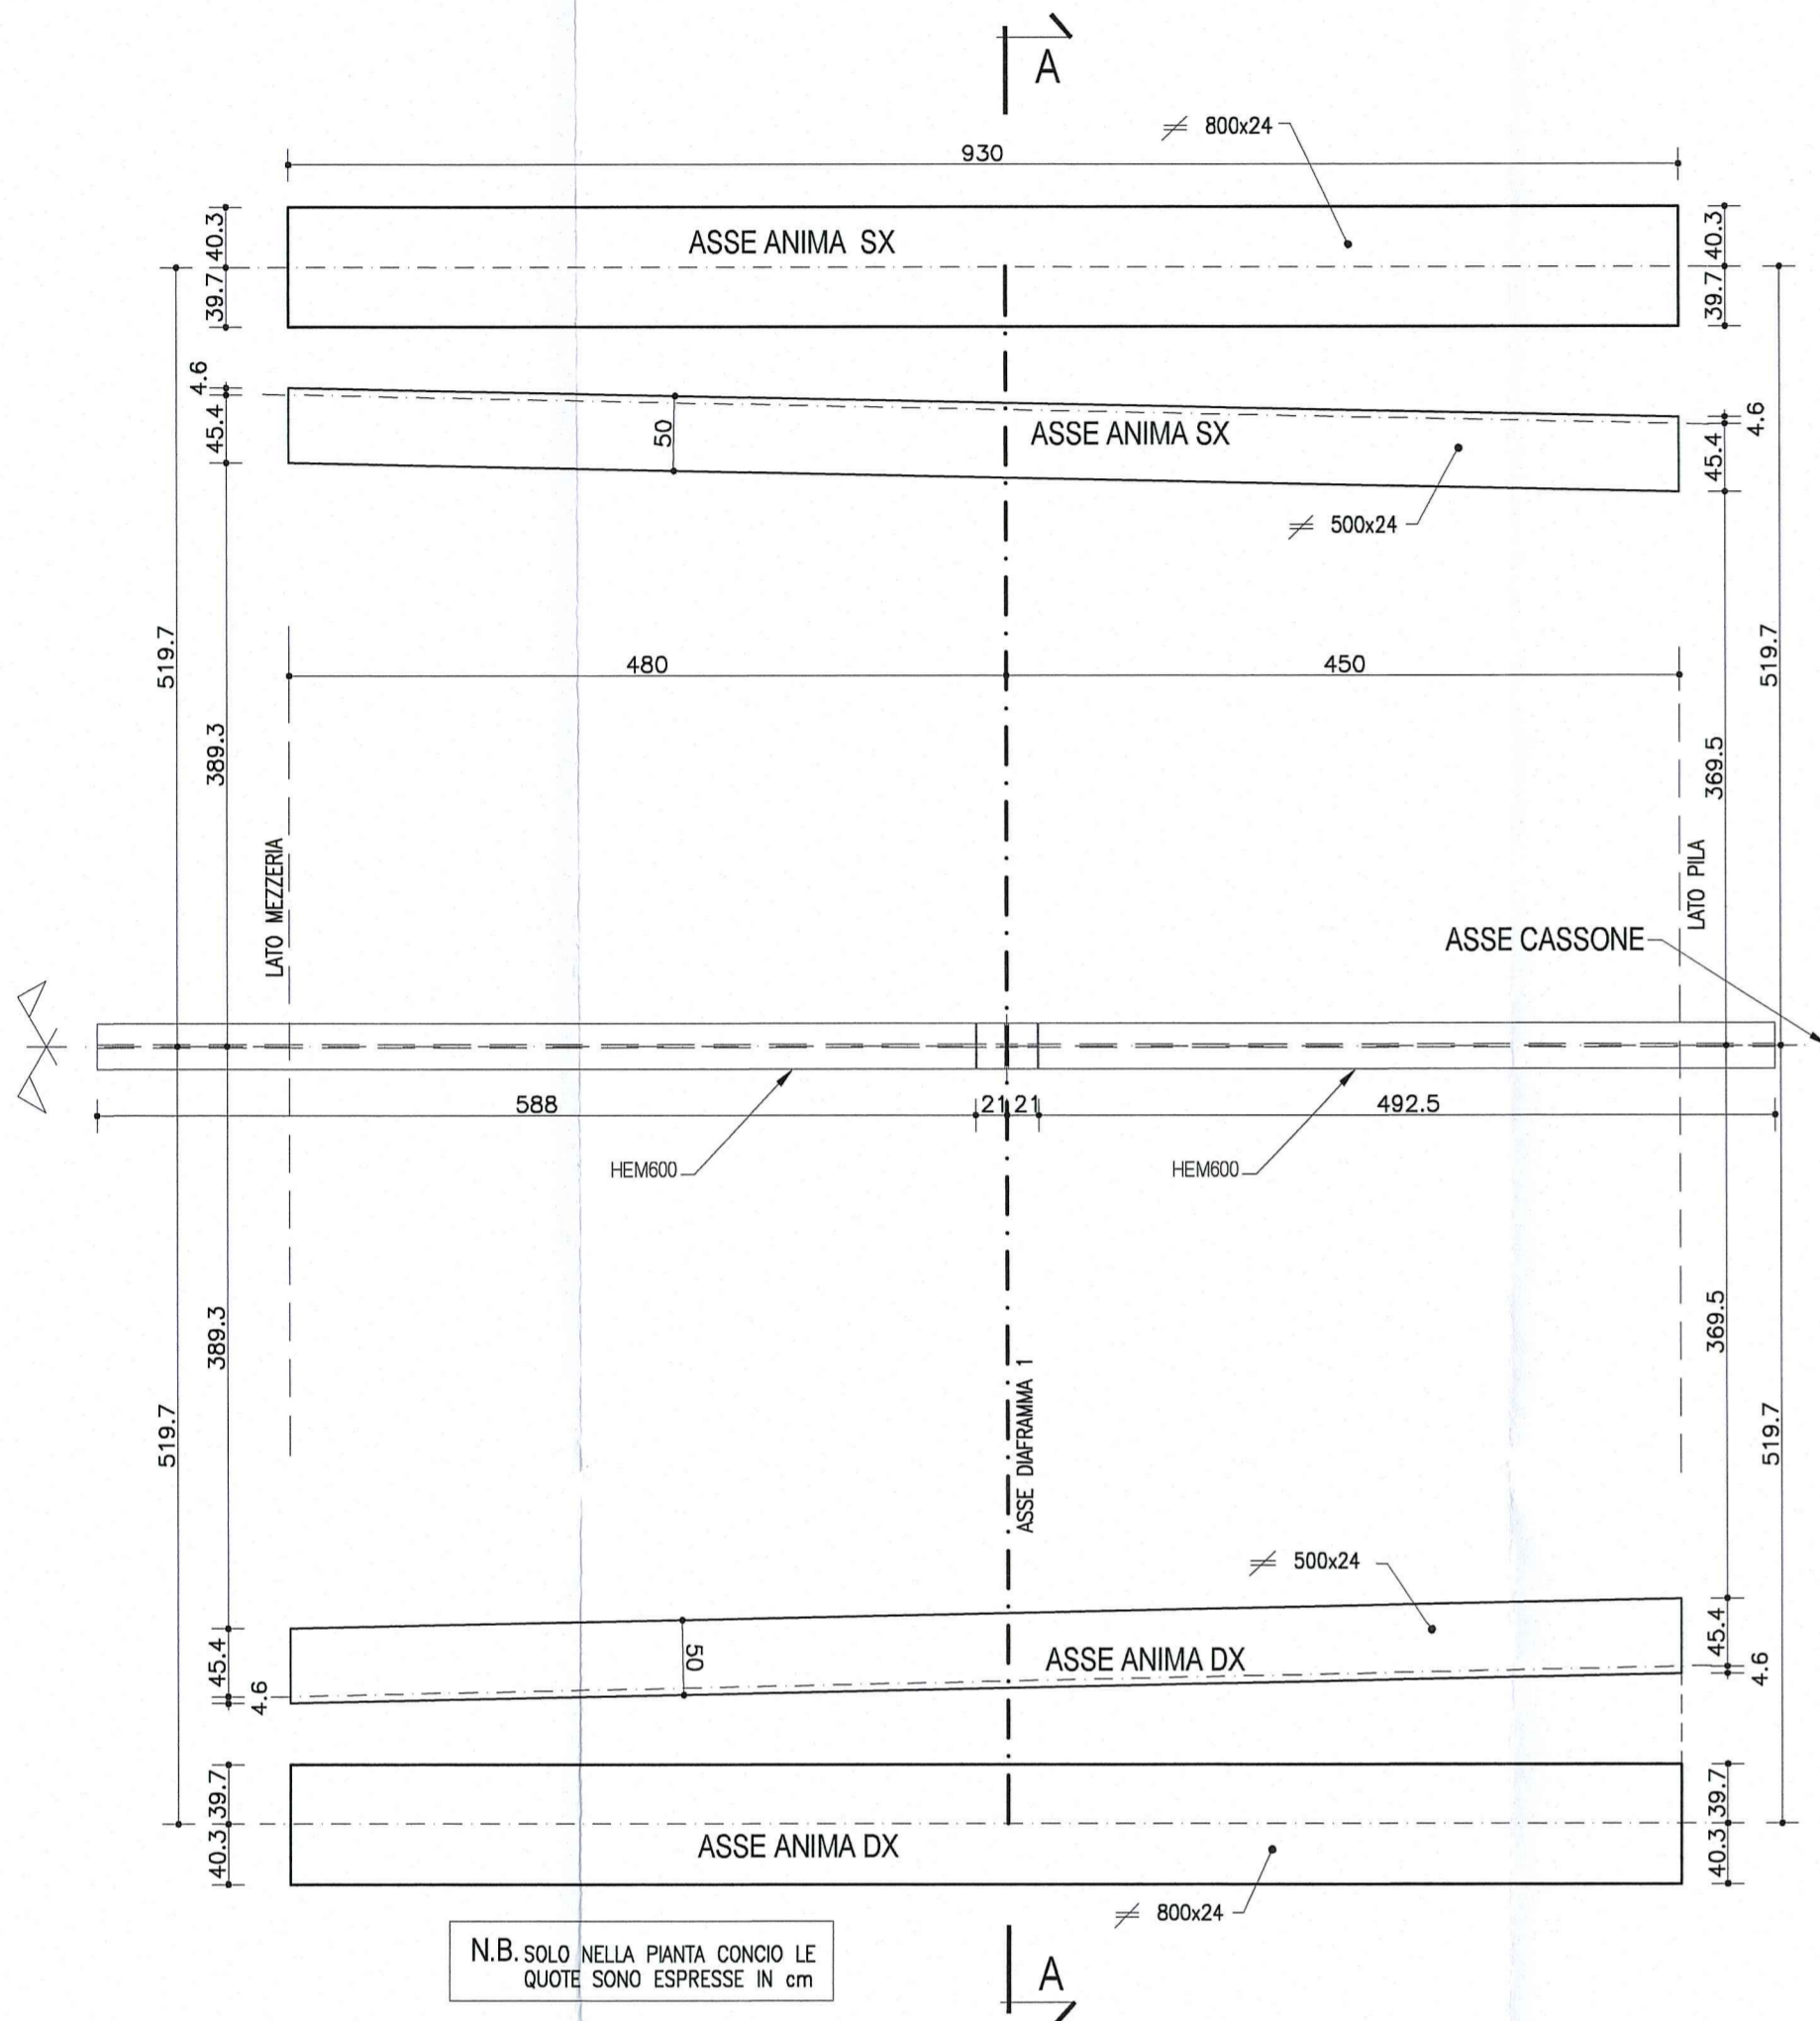 A
800x24
930
40.3
39.7
ASSE ANIMA SX
40.3
39.7
4.6
45.4
50
ASSE ANIMA SX
4.6
45.4
500x24
519.7
389.3
480
450
369.5
519.7
LATO MEZZERIA
LATO PILA
ASSE CASSONE
588
21
21
492.5
HEM600
HEM600
389.3
519.7
ASSE DIAFRAMMA 1
369.5
519.7
500x24
45.4
4.6
50
ASSE ANIMA DX
45.4
4.6
39.7
40.3
ASSE ANIMA DX
39.7
40.3
800x24
N.B. SOLO NELLA PIANTA CONCIO LE
QUOTE SONO ESPRESSE IN cm
A